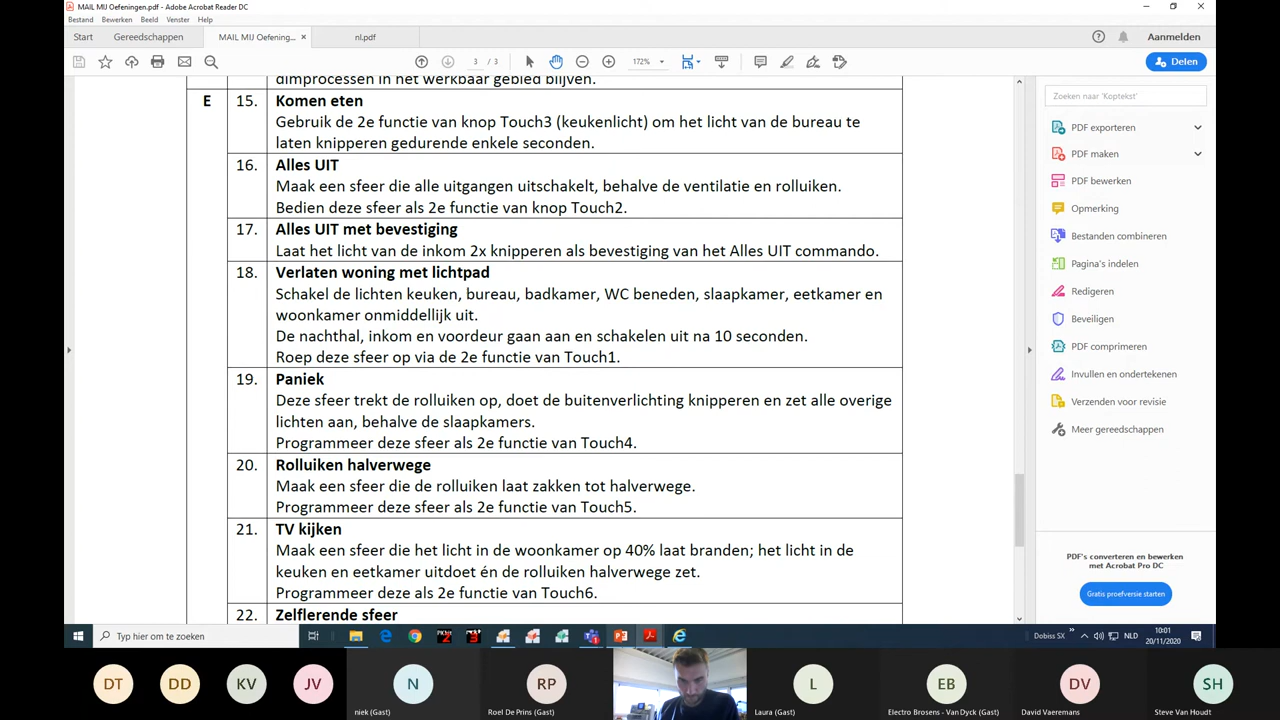 MAIL MIJ Oefeningen.pdf - Adobe Acrobat Reader DC
Bestand Bewerken Beeld Venster Help
Start Gereedschappen MAIL MIJ Oefening... × nl.pdf Aanmelden
3 / 3 172% Delen
dimprocessen in het werkbaar gebied blijven.
E 15. Komen eten
Gebruik de 2e functie van knop Touch3 (keukenlicht) om het licht van de bureau te
laten knipperen gedurende enkele seconden.
16. Alles UIT
Maak een sfeer die alle uitgangen uitschakelt, behalve de ventilatie en rolluiken.
Bedien deze sfeer als 2e functie van knop Touch2.
17. Alles UIT met bevestiging
Laat het licht van de inkom 2x knipperen als bevestiging van het Alles UIT commando.
18. Verlaten woning met lichtpad
Schakel de lichten keuken, bureau, badkamer, WC beneden, slaapkamer, eetkamer en
woonkamer onmiddellijk uit.
De nachthal, inkom en voordeur gaan aan en schakelen uit na 10 seconden.
Roep deze sfeer op via de 2e functie van Touch1.
19. Paniek
Deze sfeer trekt de rolluiken op, doet de buitenverlichting knipperen en zet alle overige
lichten aan, behalve de slaapkamers.
Programmeer deze sfeer als 2e functie van Touch4.
20. Rolluiken halverwege
Maak een sfeer die de rolluiken laat zakken tot halverwege.
Programmeer deze sfeer als 2e functie van Touch5.
21. TV kijken
Maak een sfeer die het licht in de woonkamer op 40% laat branden; het licht in de
keuken en eetkamer uitdoet én de rolluiken halverwege zet.
Programmeer deze als 2e functie van Touch6.
22. Zelflerende sfeer
Zoeken naar 'Koptekst'
PDF exporteren
PDF maken
PDF bewerken
Opmerking
Bestanden combineren
Pagina's indelen
Redigeren
Beveiligen
PDF comprimeren
Invullen en ondertekenen
Verzenden voor revisie
Meer gereedschappen
PDF's converteren en bewerken
met Acrobat Pro DC
Gratis proefversie starten
Typ hier om te zoeken Dobiss SX » NLD 10:01
20/11/2020
DT DD KV JV N RP L EB DV SH
niek (Gast) Roel De Prins (Gast) Laura (Gast) Electro Brosens - Van Dyck (Gast) David Vaeremans Steve Van Houdt